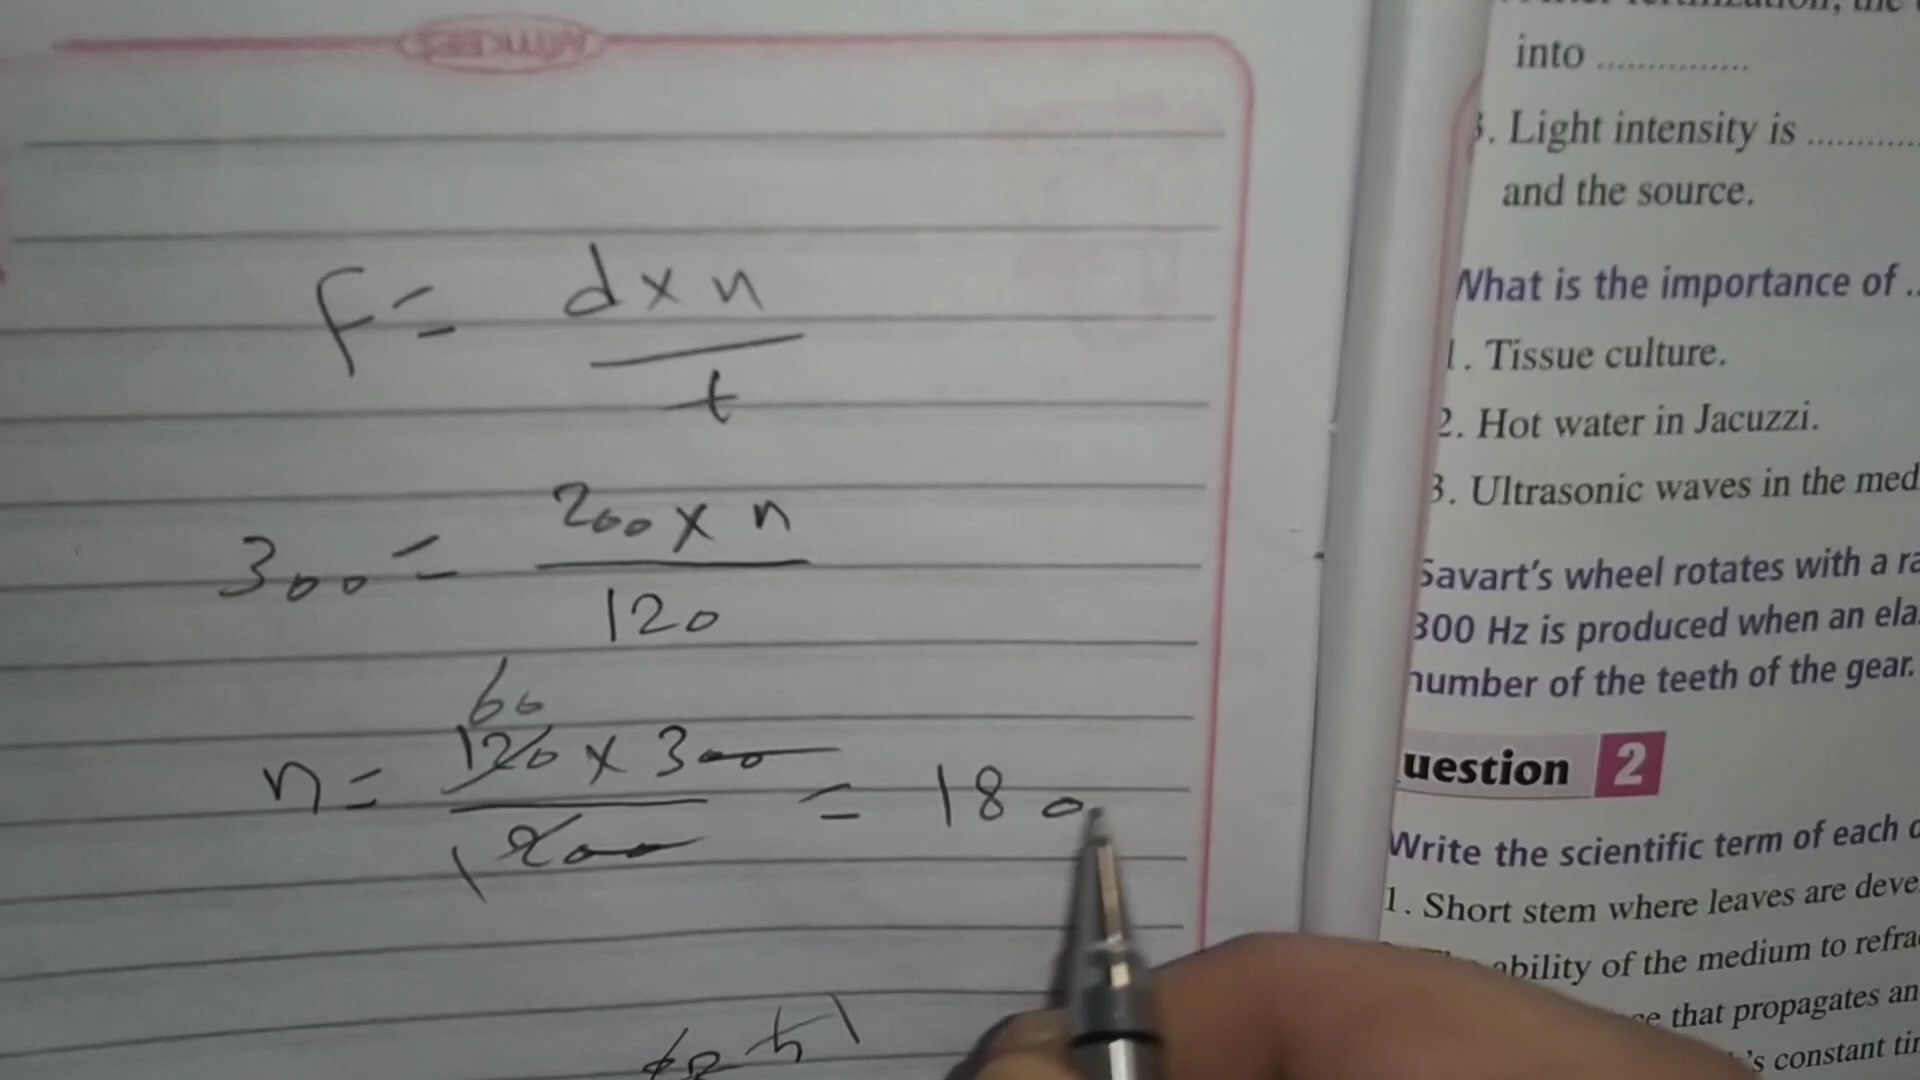 F = d x n
t
300 = 200 x n
120
60
n = 120 x 300 = 180
1 200
into ...............
3. Light intensity is ............
and the source.
What is the importance of ..
1. Tissue culture.
2. Hot water in Jacuzzi.
3. Ultrasonic waves in the med
Savart's wheel rotates with a ra
300 Hz is produced when an ela
number of the teeth of the gear.
uestion 2
Write the scientific term of each o
1. Short stem where leaves are deve
ability of the medium to refra
that propagates an
's constant tin